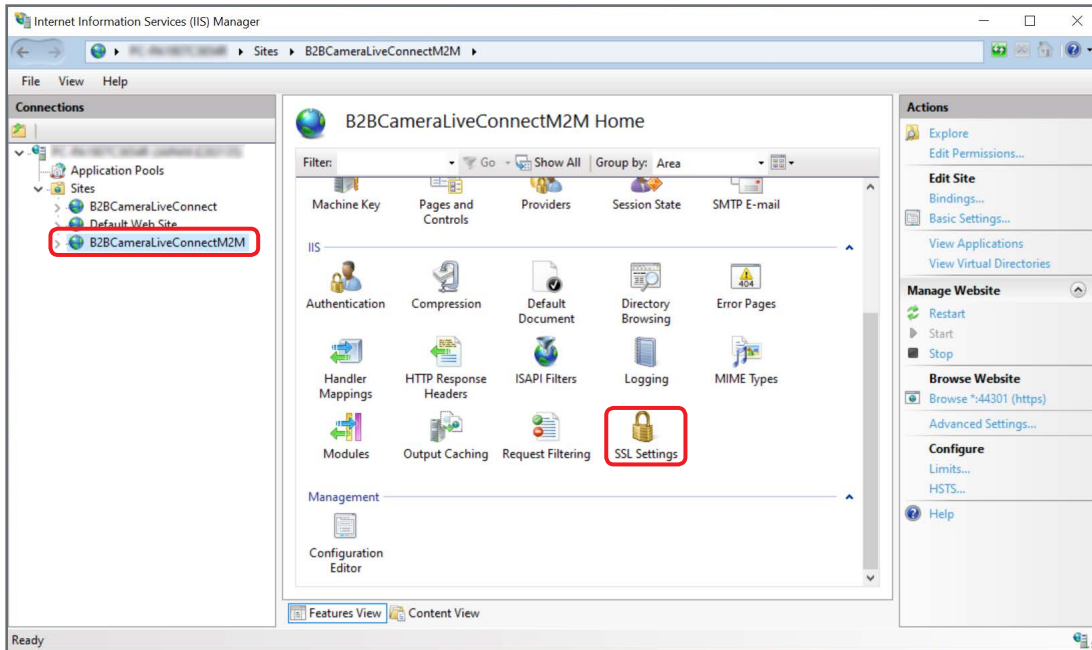 Internet Information Services (IIS) Manager
Sites
B2BCameraLiveConnectM2M
File View Help
Connections
Application Pools
Sites
B2BCameraLiveConnect
Default Web Site
B2BCameraLiveConnectM2M
B2BCameraLiveConnectM2M Home
Filter: Go Show All Group by: Area
Machine Key
Pages and
Controls
Providers
Session State
SMTP E-mail
IIS
Authentication
Compression
Default
Document
Directory
Browsing
404
Error Pages
Handler
Mappings
HTTP Response
Headers
ISAPI Filters
Logging
MIME Types
Modules
Output Caching
Request Filtering
SSL Settings
Management
Configuration
Editor
Features View
Content View
Actions
Explore
Edit Permissions...
Edit Site
Bindings...
Basic Settings...
View Applications
View Virtual Directories
Manage Website
Restart
Start
Stop
Browse Website
Browse *:44301 (https)
Advanced Settings...
Configure
Limits...
HSTS...
Help
Ready